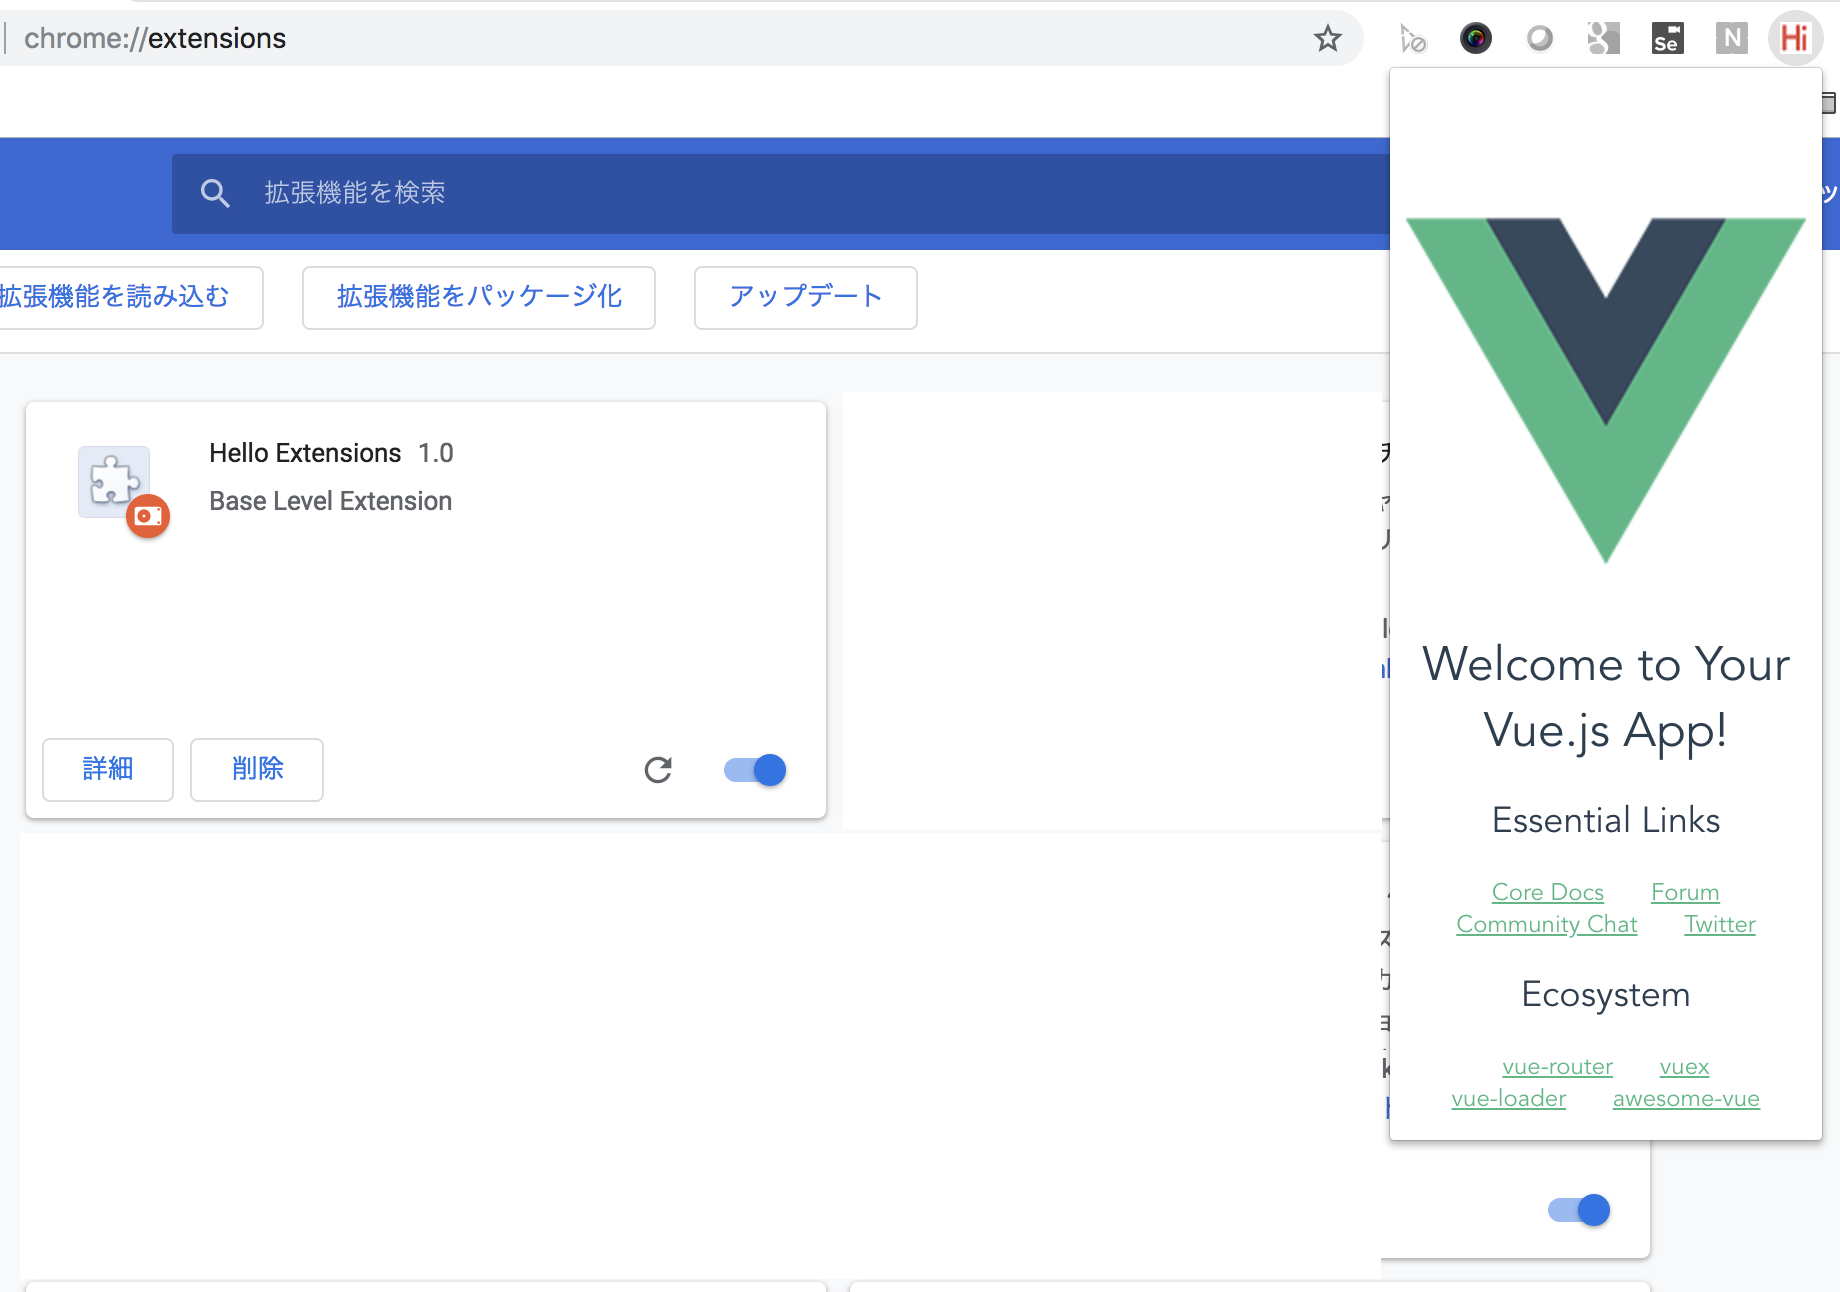 chrome://extensions
Se
N
Hi
拡張機能を検索
ッ
拡張機能を読み込む
拡張機能をパッケージ化
アップデート
Hello Extensions 1.0
Base Level Extension
詳細
削除
Welcome to Your
Vue.js App!
Essential Links
Core Docs Forum
Community Chat Twitter
Ecosystem
vue-router vuex
vue-loader awesome-vue